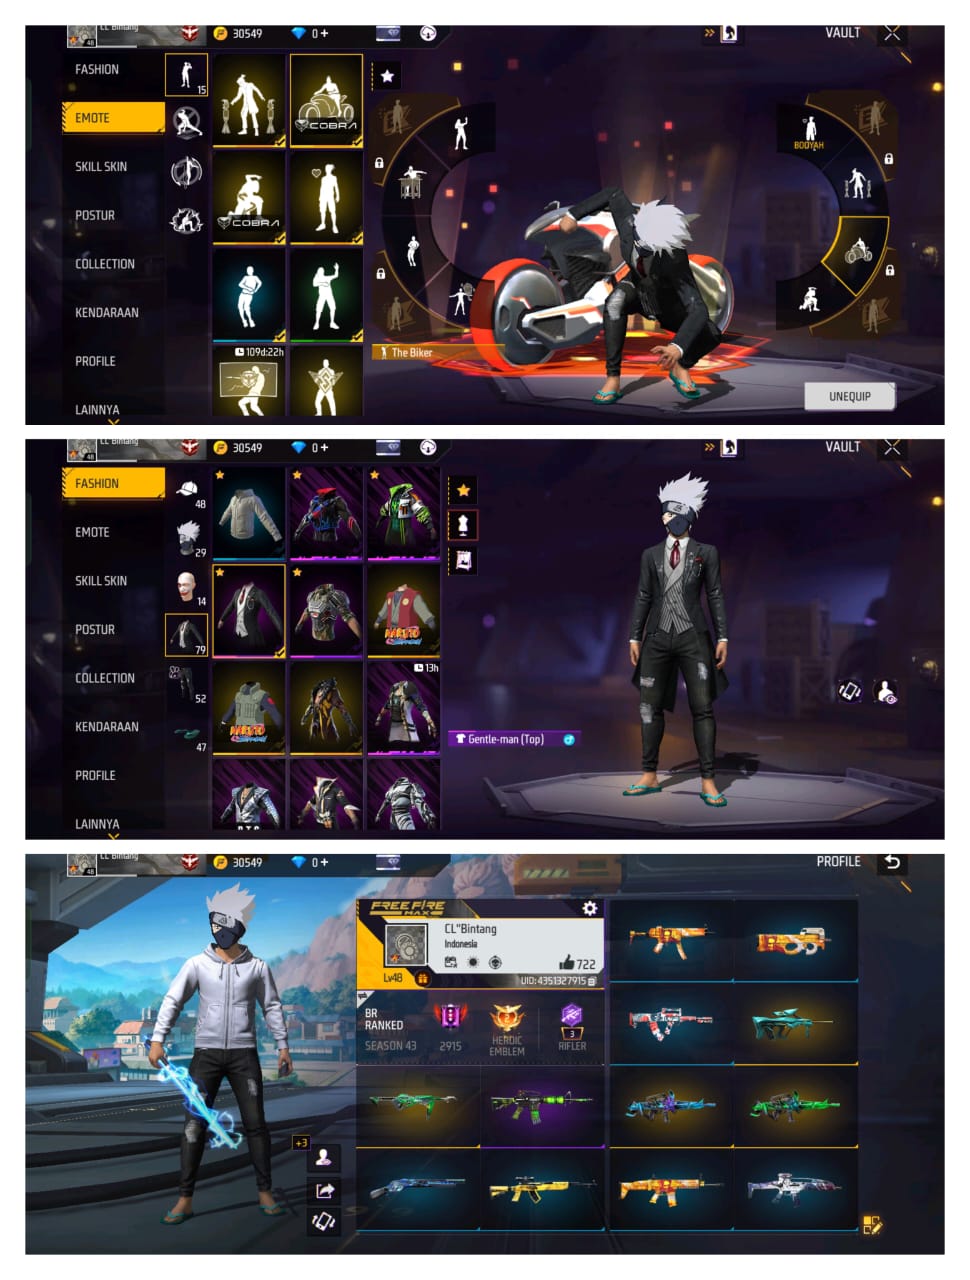 CL Bintang
48
30549
0+
VAULT
FASHION
15
EMOTE
COBRA
SKILL SKIN
POSTUR
COBRA
COLLECTION
KENDARAAN
PROFILE
109d:22h
LAINNYA
BOOYAH
The Biker
UNEQUIP
CL Bintang
48
30549
0+
VAULT
FASHION
48
EMOTE
29
SKILL SKIN
14
POSTUR
79
NARUTO
COLLECTION
13h
52
KENDARAAN
47
NARUTO
PROFILE
LAINNYA
Gentle-man (Top)
CL Bintang
48
30549
0+
PROFILE
FREE FIRE
MAX
CL"Bintang
Indonesia
722
Lv48
UID:4351327915
BR
RANKED
SEASON 43
2915
2
HEROIC
EMBLEM
3
RIFLER
+3